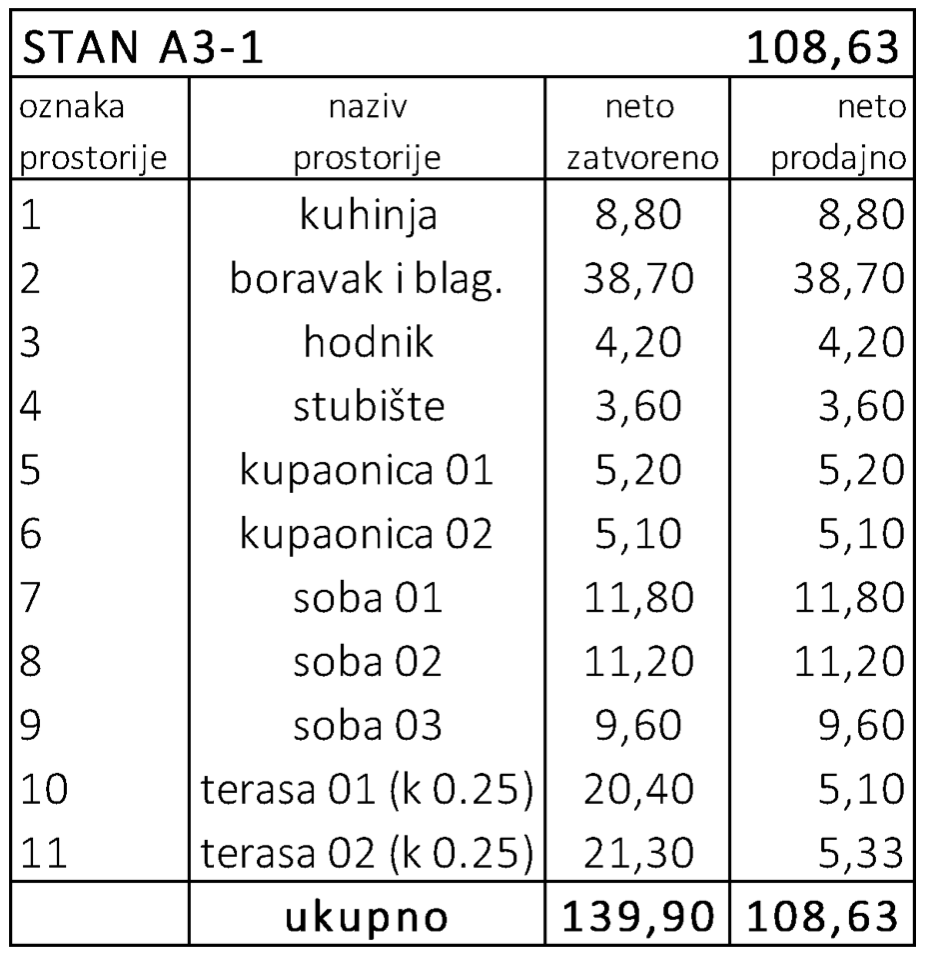 STAN A3-1 108,63
oznaka prostorije naziv prostorije neto zatvoreno neto prodajno
1 kuhinja 8,80 8,80
2 boravak i blag. 38,70 38,70
3 hodnik 4,20 4,20
4 stubište 3,60 3,60
5 kupaonica 01 5,20 5,20
6 kupaonica 02 5,10 5,10
7 soba 01 11,80 11,80
8 soba 02 11,20 11,20
9 soba 03 9,60 9,60
10 terasa 01 (k 0.25) 20,40 5,10
11 terasa 02 (k 0.25) 21,30 5,33
ukupno 139,90 108,63